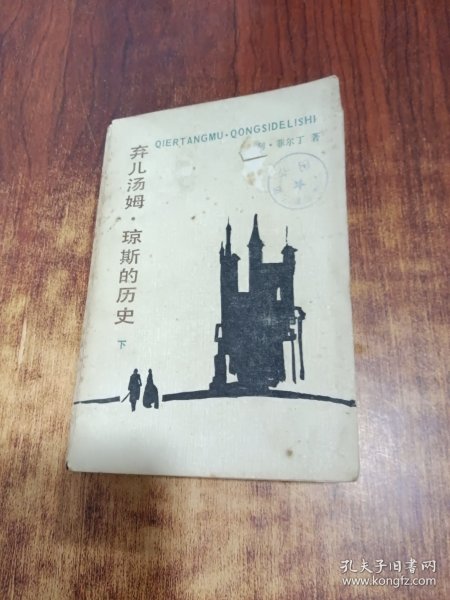 QIERTANGMU·QONGSIDELISHI
·菲尔丁 著
弃儿汤姆·琼斯的历史
下
孔夫子旧书网
www.kongfz.com